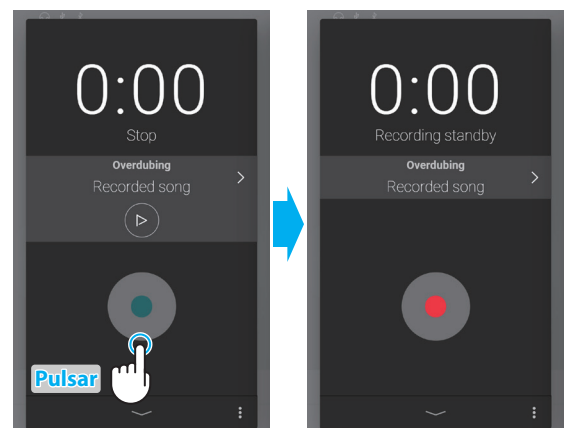 0:00
Stop
Overdubing
Recorded song
Pulsar
0:00
Recording standby
Overdubing
Recorded song